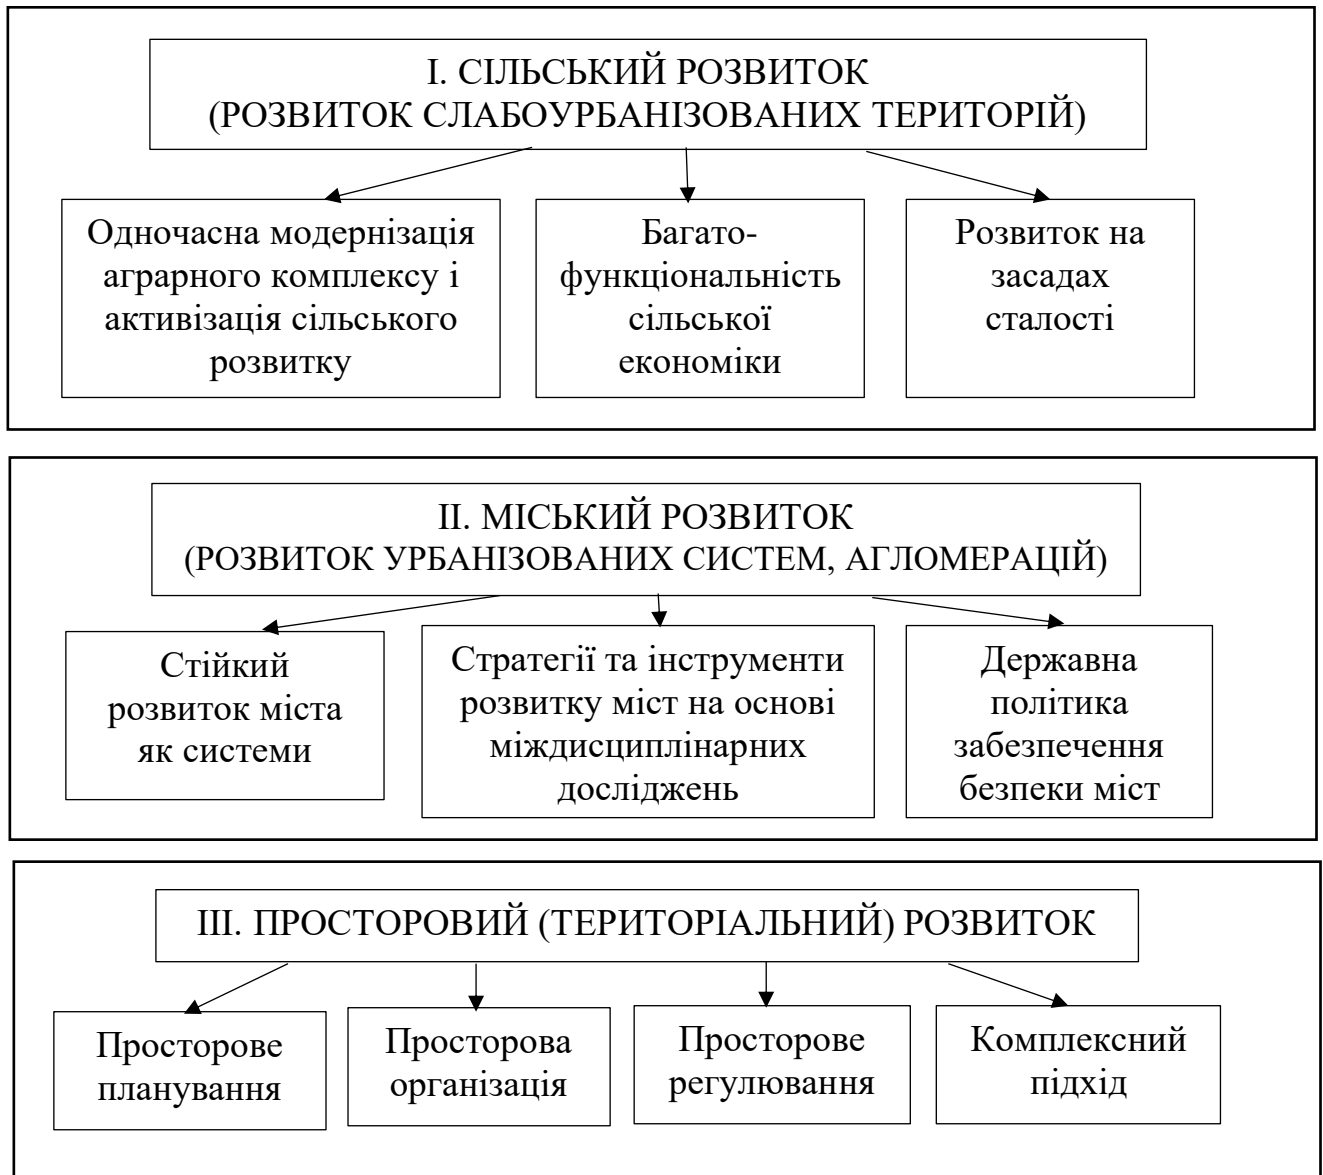 І. СІЛЬСЬКИЙ РОЗВИТОК
(РОЗВИТОК СЛАБОУРБАНІЗОВАНИХ ТЕРИТОРІЙ)
Одночасна модернізація
аграрного комплексу і
активізація сільського
розвитку
Багато-
функціональність
сільської
економіки
Розвиток на
засадах
сталості
ІІ. МІСЬКИЙ РОЗВИТОК
(РОЗВИТОК УРБАНІЗОВАНИХ СИСТЕМ, АГЛОМЕРАЦІЙ)
Стійкий
розвиток міста
як системи
Стратегії та інструменти
розвитку міст на основі
міждисциплінарних
досліджень
Державна
політика
забезпечення
безпеки міст
ІІІ. ПРОСТОРОВИЙ (ТЕРИТОРІАЛЬНИЙ) РОЗВИТОК
Просторове
планування
Просторова
організація
Просторове
регулювання
Комплексний
підхід